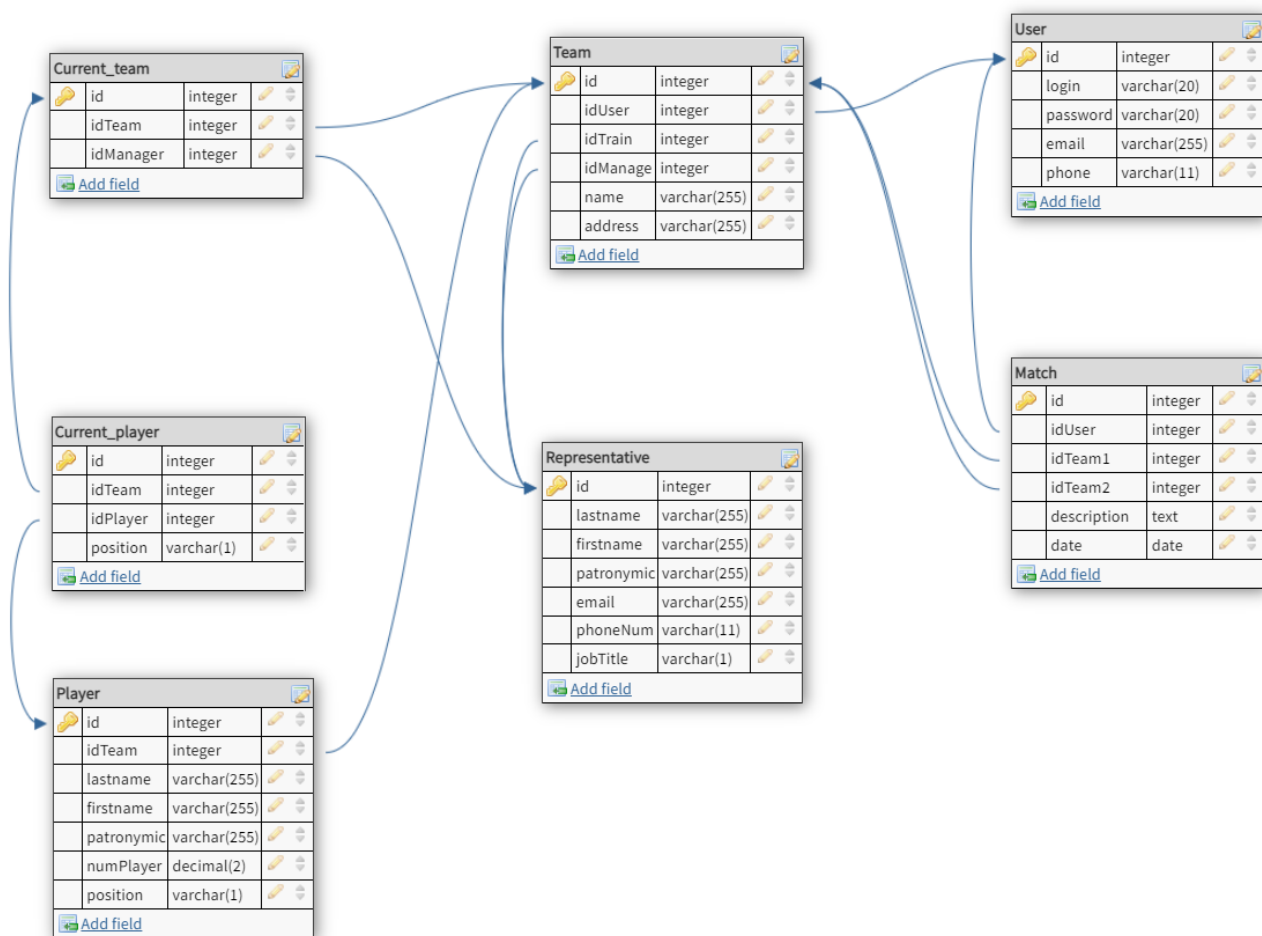 Current_team
id integer
idTeam integer
idManager integer
Add field
Team
id integer
idUser integer
idTrain integer
idManage integer
name varchar(255)
address varchar(255)
Add field
User
id integer
login varchar(20)
password varchar(20)
email varchar(255)
phone varchar(11)
Add field
Current_player
id integer
idTeam integer
idPlayer integer
position varchar(1)
Add field
Representative
id integer
lastname varchar(255)
firstname varchar(255)
patronymic varchar(255)
email varchar(255)
phoneNum varchar(11)
jobTitle varchar(1)
Add field
Match
id integer
idUser integer
idTeam1 integer
idTeam2 integer
description text
date date
Add field
Player
id integer
idTeam integer
lastname varchar(255)
firstname varchar(255)
patronymic varchar(255)
numPlayer decimal(2)
position varchar(1)
Add field